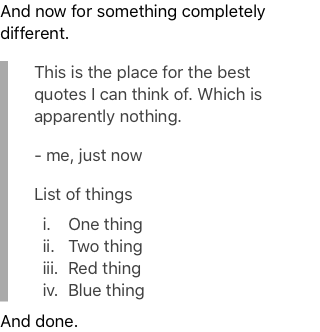 And now for something completely
different.
This is the place for the best
quotes I can think of. Which is
apparently nothing.
- me, just now
List of things
i. One thing
ii. Two thing
iii. Red thing
iv. Blue thing
And done.